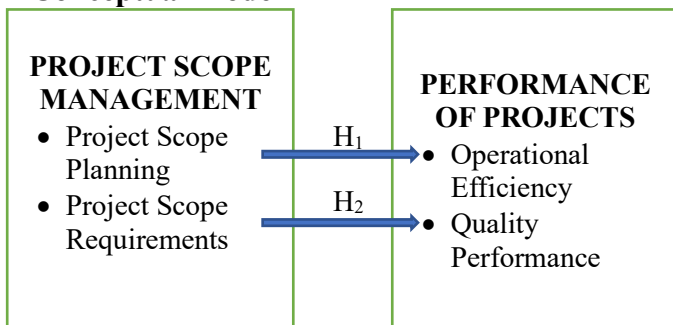 PROJECT SCOPE
MANAGEMENT
• Project Scope
Planning
• Project Scope
Requirements
H₁
H₂
PERFORMANCE
OF PROJECTS
• Operational
Efficiency
• Quality
Performance